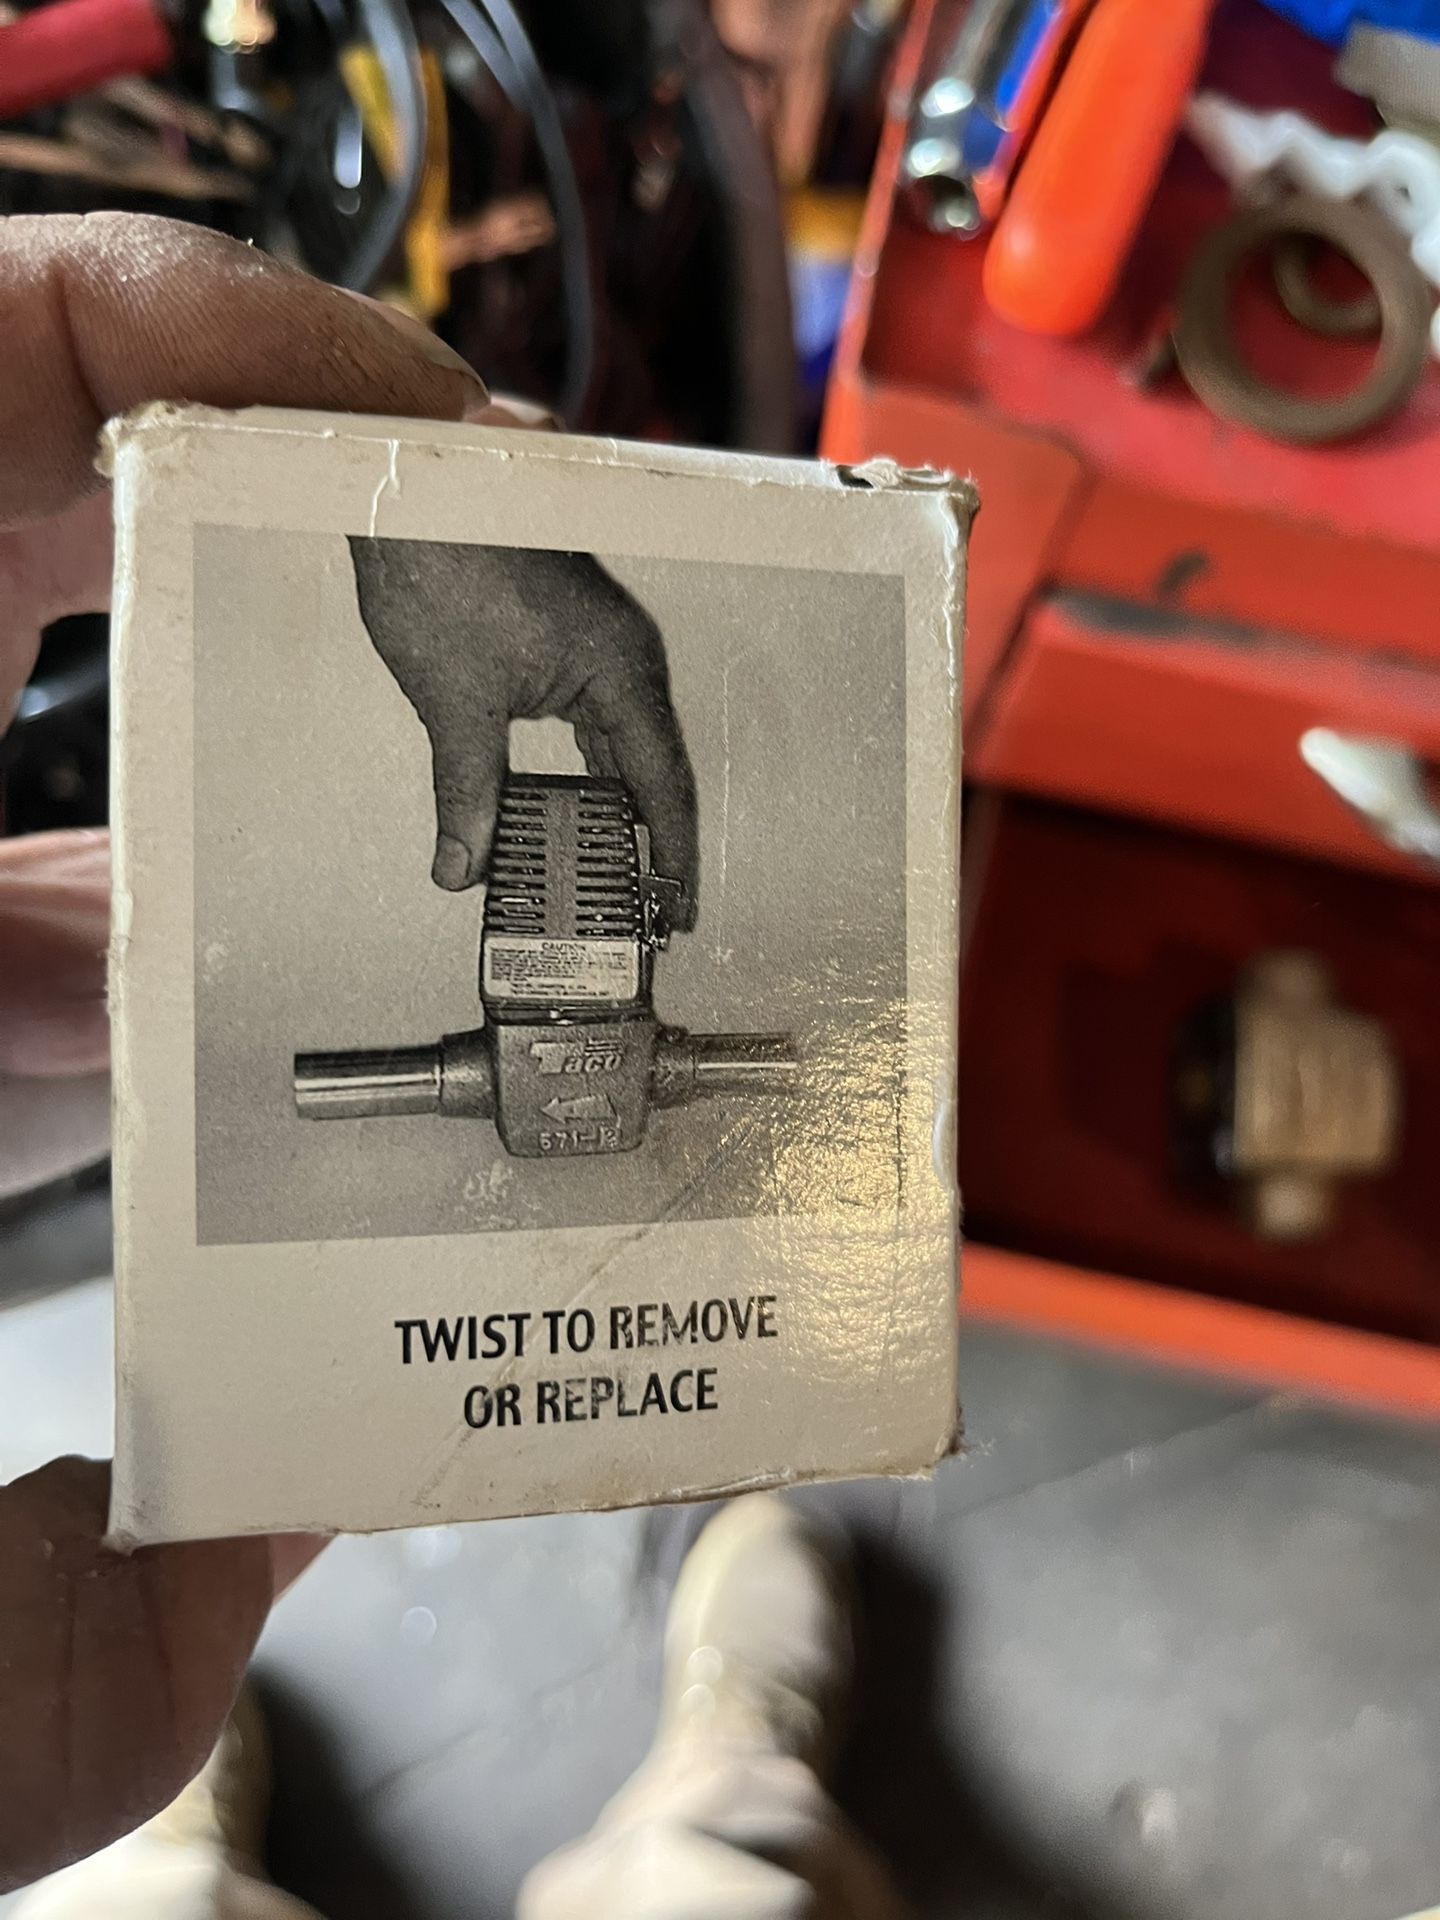 CAUTION
Taco
571-2
TWIST TO REMOVE
OR REPLACE